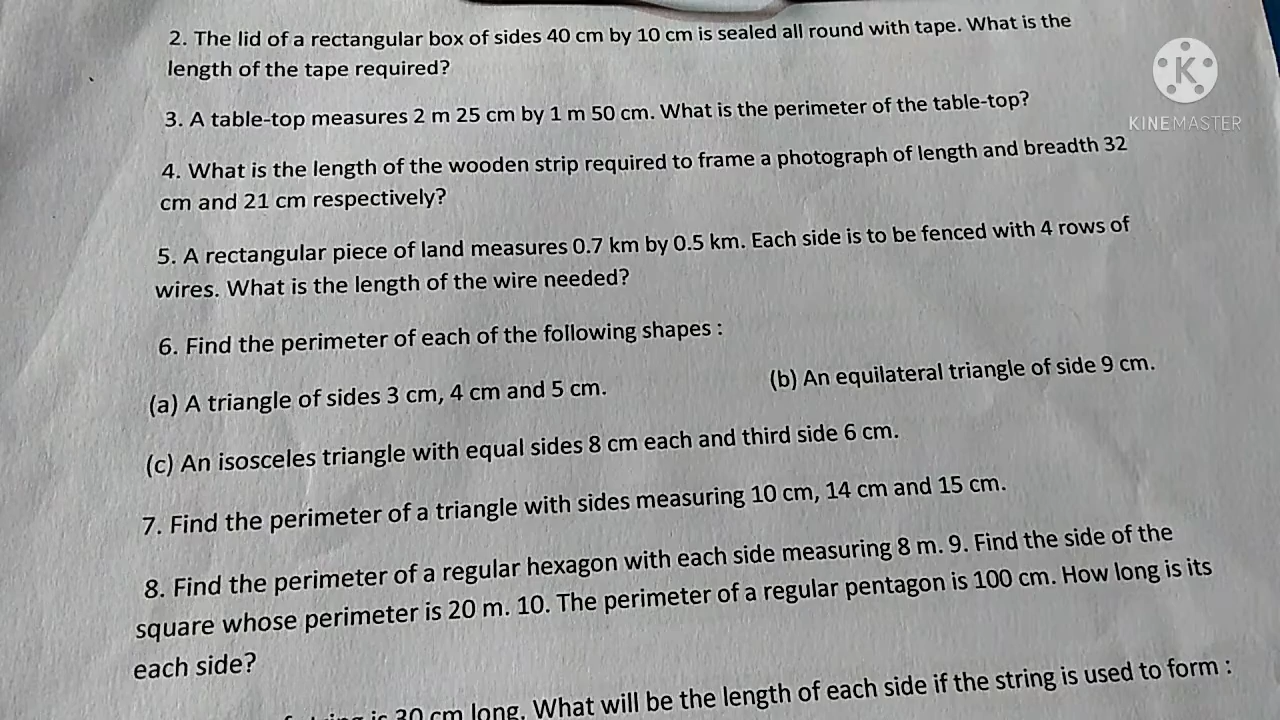 2. The lid of a rectangular box of sides 40 cm by 10 cm is sealed all round with tape. What is the
length of the tape required?
3. A table-top measures 2 m 25 cm by 1 m 50 cm. What is the perimeter of the table-top?
4. What is the length of the wooden strip required to frame a photograph of length and breadth 32
cm and 21 cm respectively?
5. A rectangular piece of land measures 0.7 km by 0.5 km. Each side is to be fenced with 4 rows of
wires. What is the length of the wire needed?
6. Find the perimeter of each of the following shapes :
(a) A triangle of sides 3 cm, 4 cm and 5 cm. (b) An equilateral triangle of side 9 cm.
(c) An isosceles triangle with equal sides 8 cm each and third side 6 cm.
7. Find the perimeter of a triangle with sides measuring 10 cm, 14 cm and 15 cm.
8. Find the perimeter of a regular hexagon with each side measuring 8 m. 9. Find the side of the
square whose perimeter is 20 m. 10. The perimeter of a regular pentagon is 100 cm. How long is its
each side?
is 30 cm long. What will be the length of each side if the string is used to form :
K
KINEMASTER